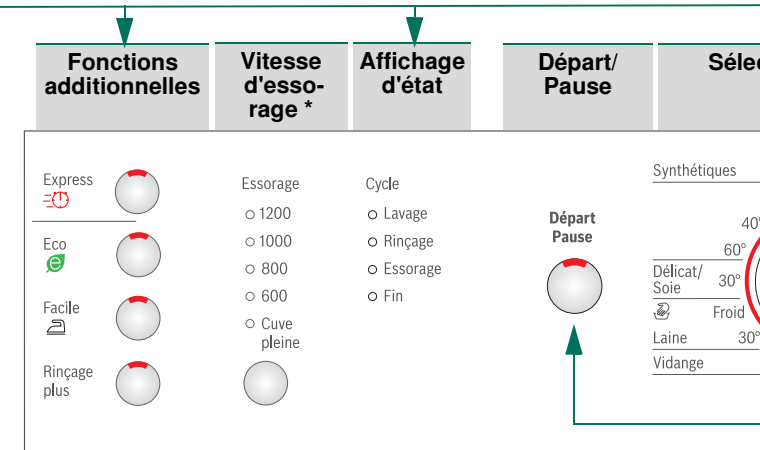 Fonctions
additionnelles
Vitesse
d'esso-
rage *
Affichage
d'état
Départ/
Pause
Express
Eco
Facile
Rinçage
plus
Essorage
1200
1000
800
600
Cuve
pleine
Cycle
Lavage
Rinçage
Essorage
Fin
Départ
Pause
Synthétiques
40°
60°
Délicat/
Soie
30°
Froid
Laine
30°
Vidange